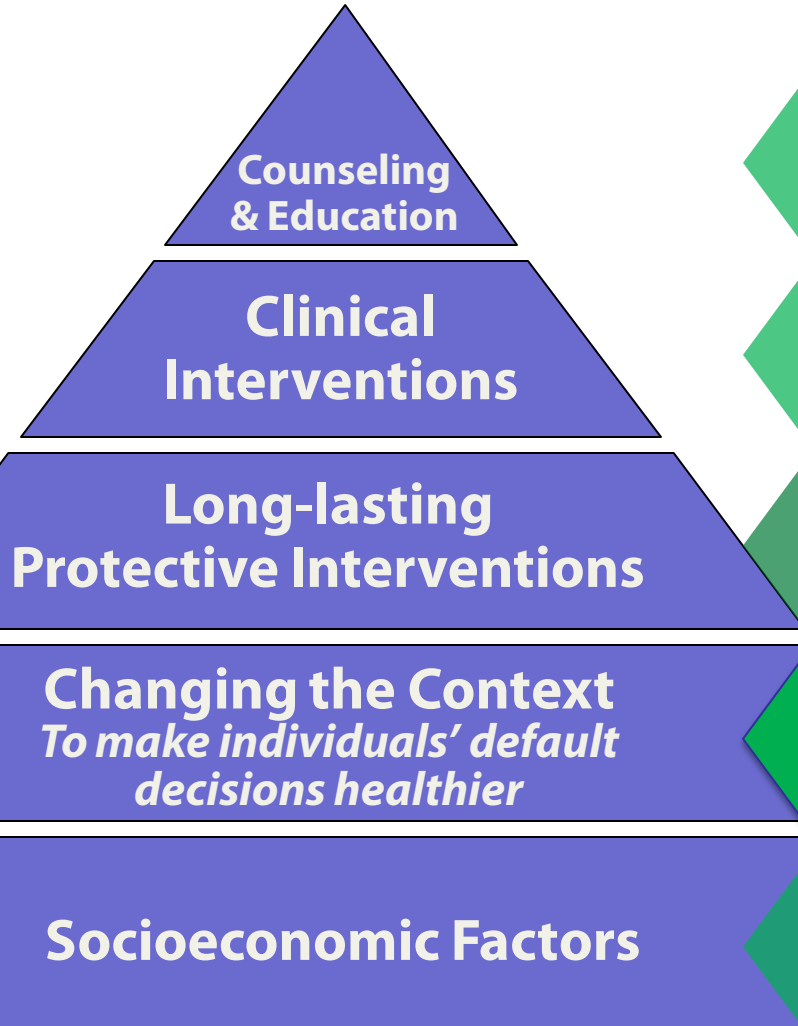 Counseling
& Education
Clinical
Interventions
Long-lasting
Protective Interventions
Changing the Context
To make individuals’ default
decisions healthier
Socioeconomic Factors